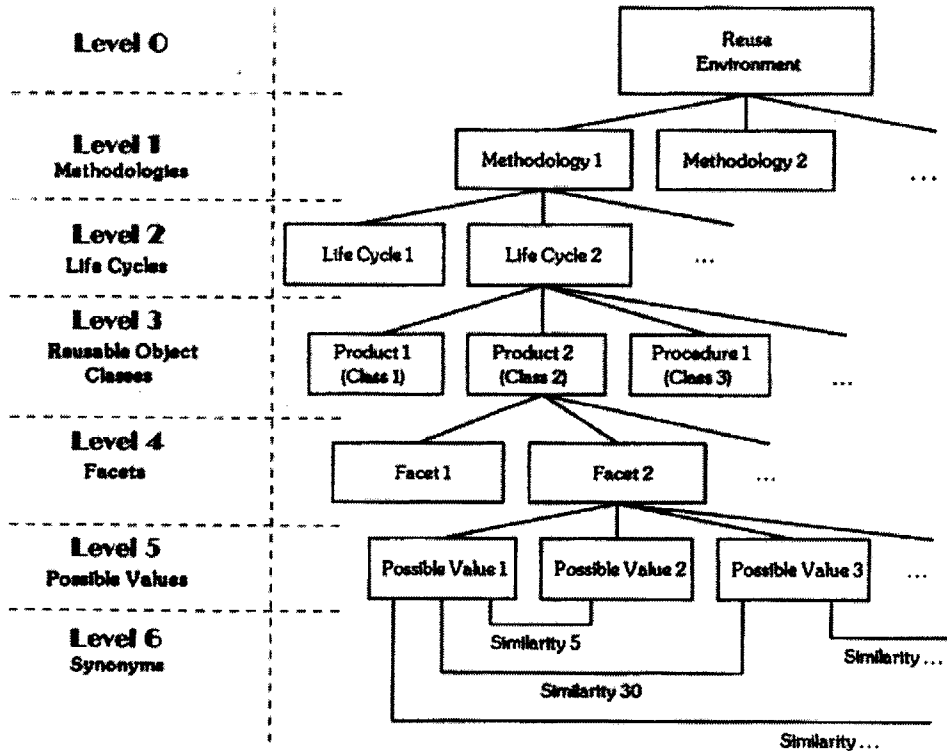 Level 0
Reuse
Environment
Level 1
Methodologies
Methodology 1
Methodology 2
...
Level 2
Life Cycles
Life Cycle 1
Life Cycle 2
...
Level 3
Reusable Object
Classes
Product 1
(Class 1)
Product 2
(Class 2)
Procedure 1
(Class 3)
...
Level 4
Facets
Facet 1
Facet 2
...
Level 5
Possible Values
Possible Value 1
Possible Value 2
Possible Value 3
...
Level 6
Synonyms
Similarity 5
Similarity ...
Similarity 30
Similarity ...